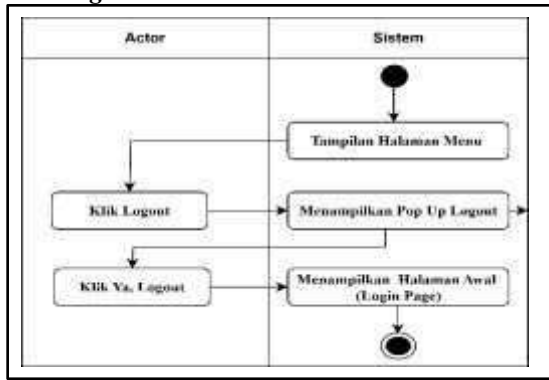 Actor
Sistem
Tampilan Halaman Menu
Klik Logout
Menampilkan Pop Up Logout
Klik Ya, Logout
Menampilkan Halaman Awal
(Login Page)